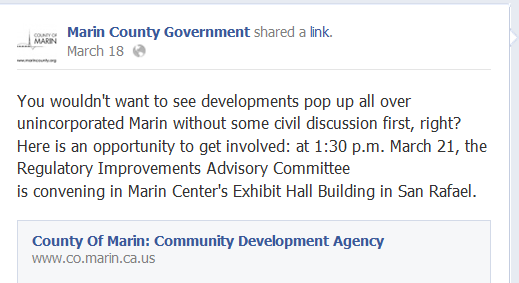 COUNTY OF
MARIN
www.marincounty.org
Marin County Government shared a link.
March 18
You wouldn't want to see developments pop up all over
unincorporated Marin without some civil discussion first, right?
Here is an opportunity to get involved: at 1:30 p.m. March 21, the
Regulatory Improvements Advisory Committee
is convening in Marin Center's Exhibit Hall Building in San Rafael.
County Of Marin: Community Development Agency
www.co.marin.ca.us